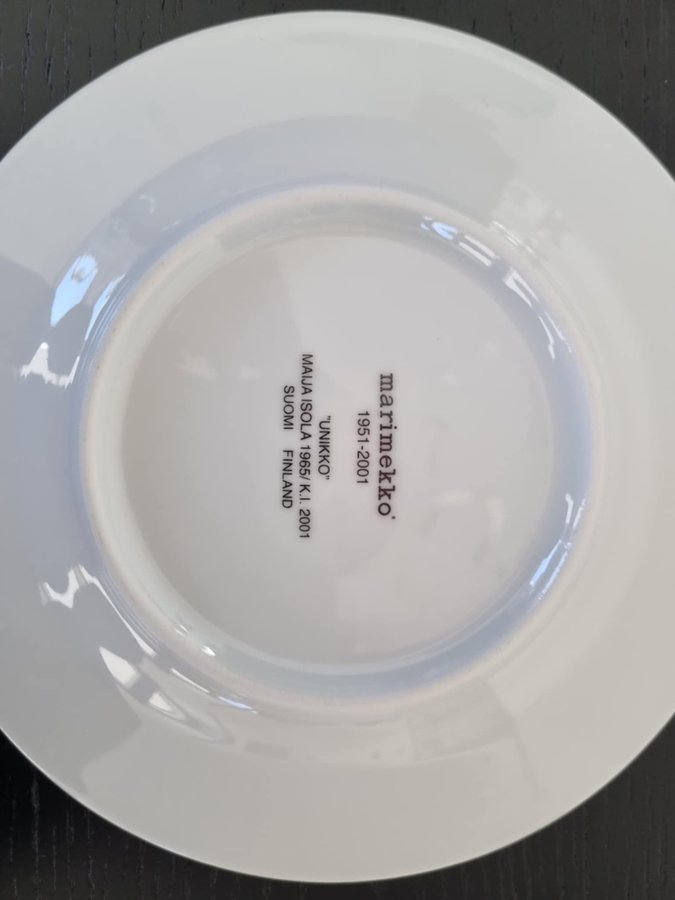 marimekko®
1951-2001
"UNIKKO"
MAIJA ISOLA 1965/ K.I. 2001
SUOMI FINLAND